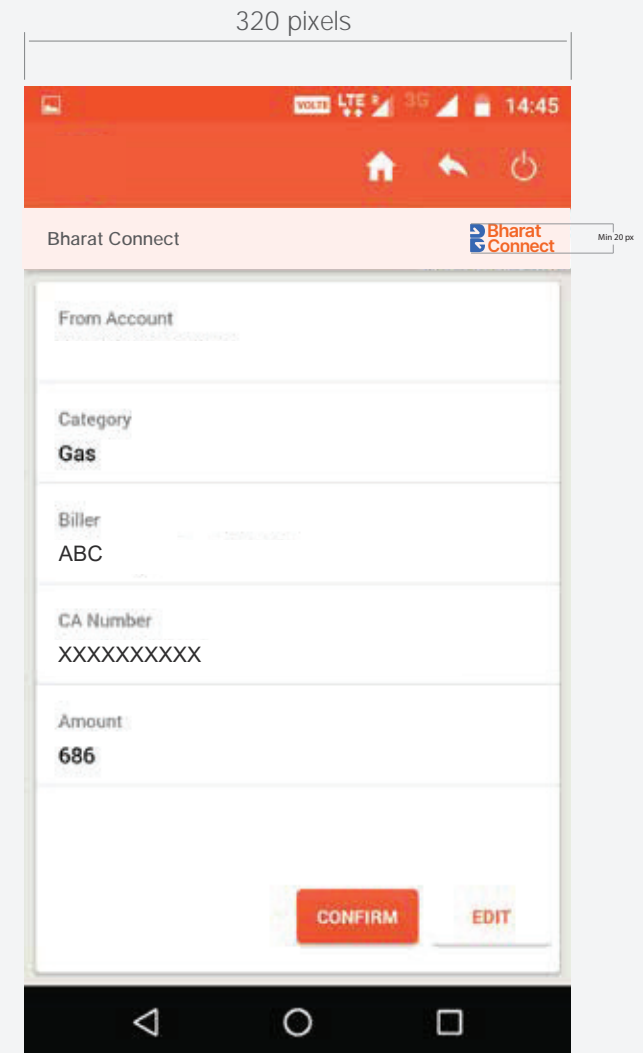 320 pixels
VOLTE LTE R 3G 14:45
Bharat Connect
Bharat
Connect
Min 20 px
From Account
Category
Gas
Biller
ABC
CA Number
XXXXXXXXXX
Amount
686
CONFIRM EDIT